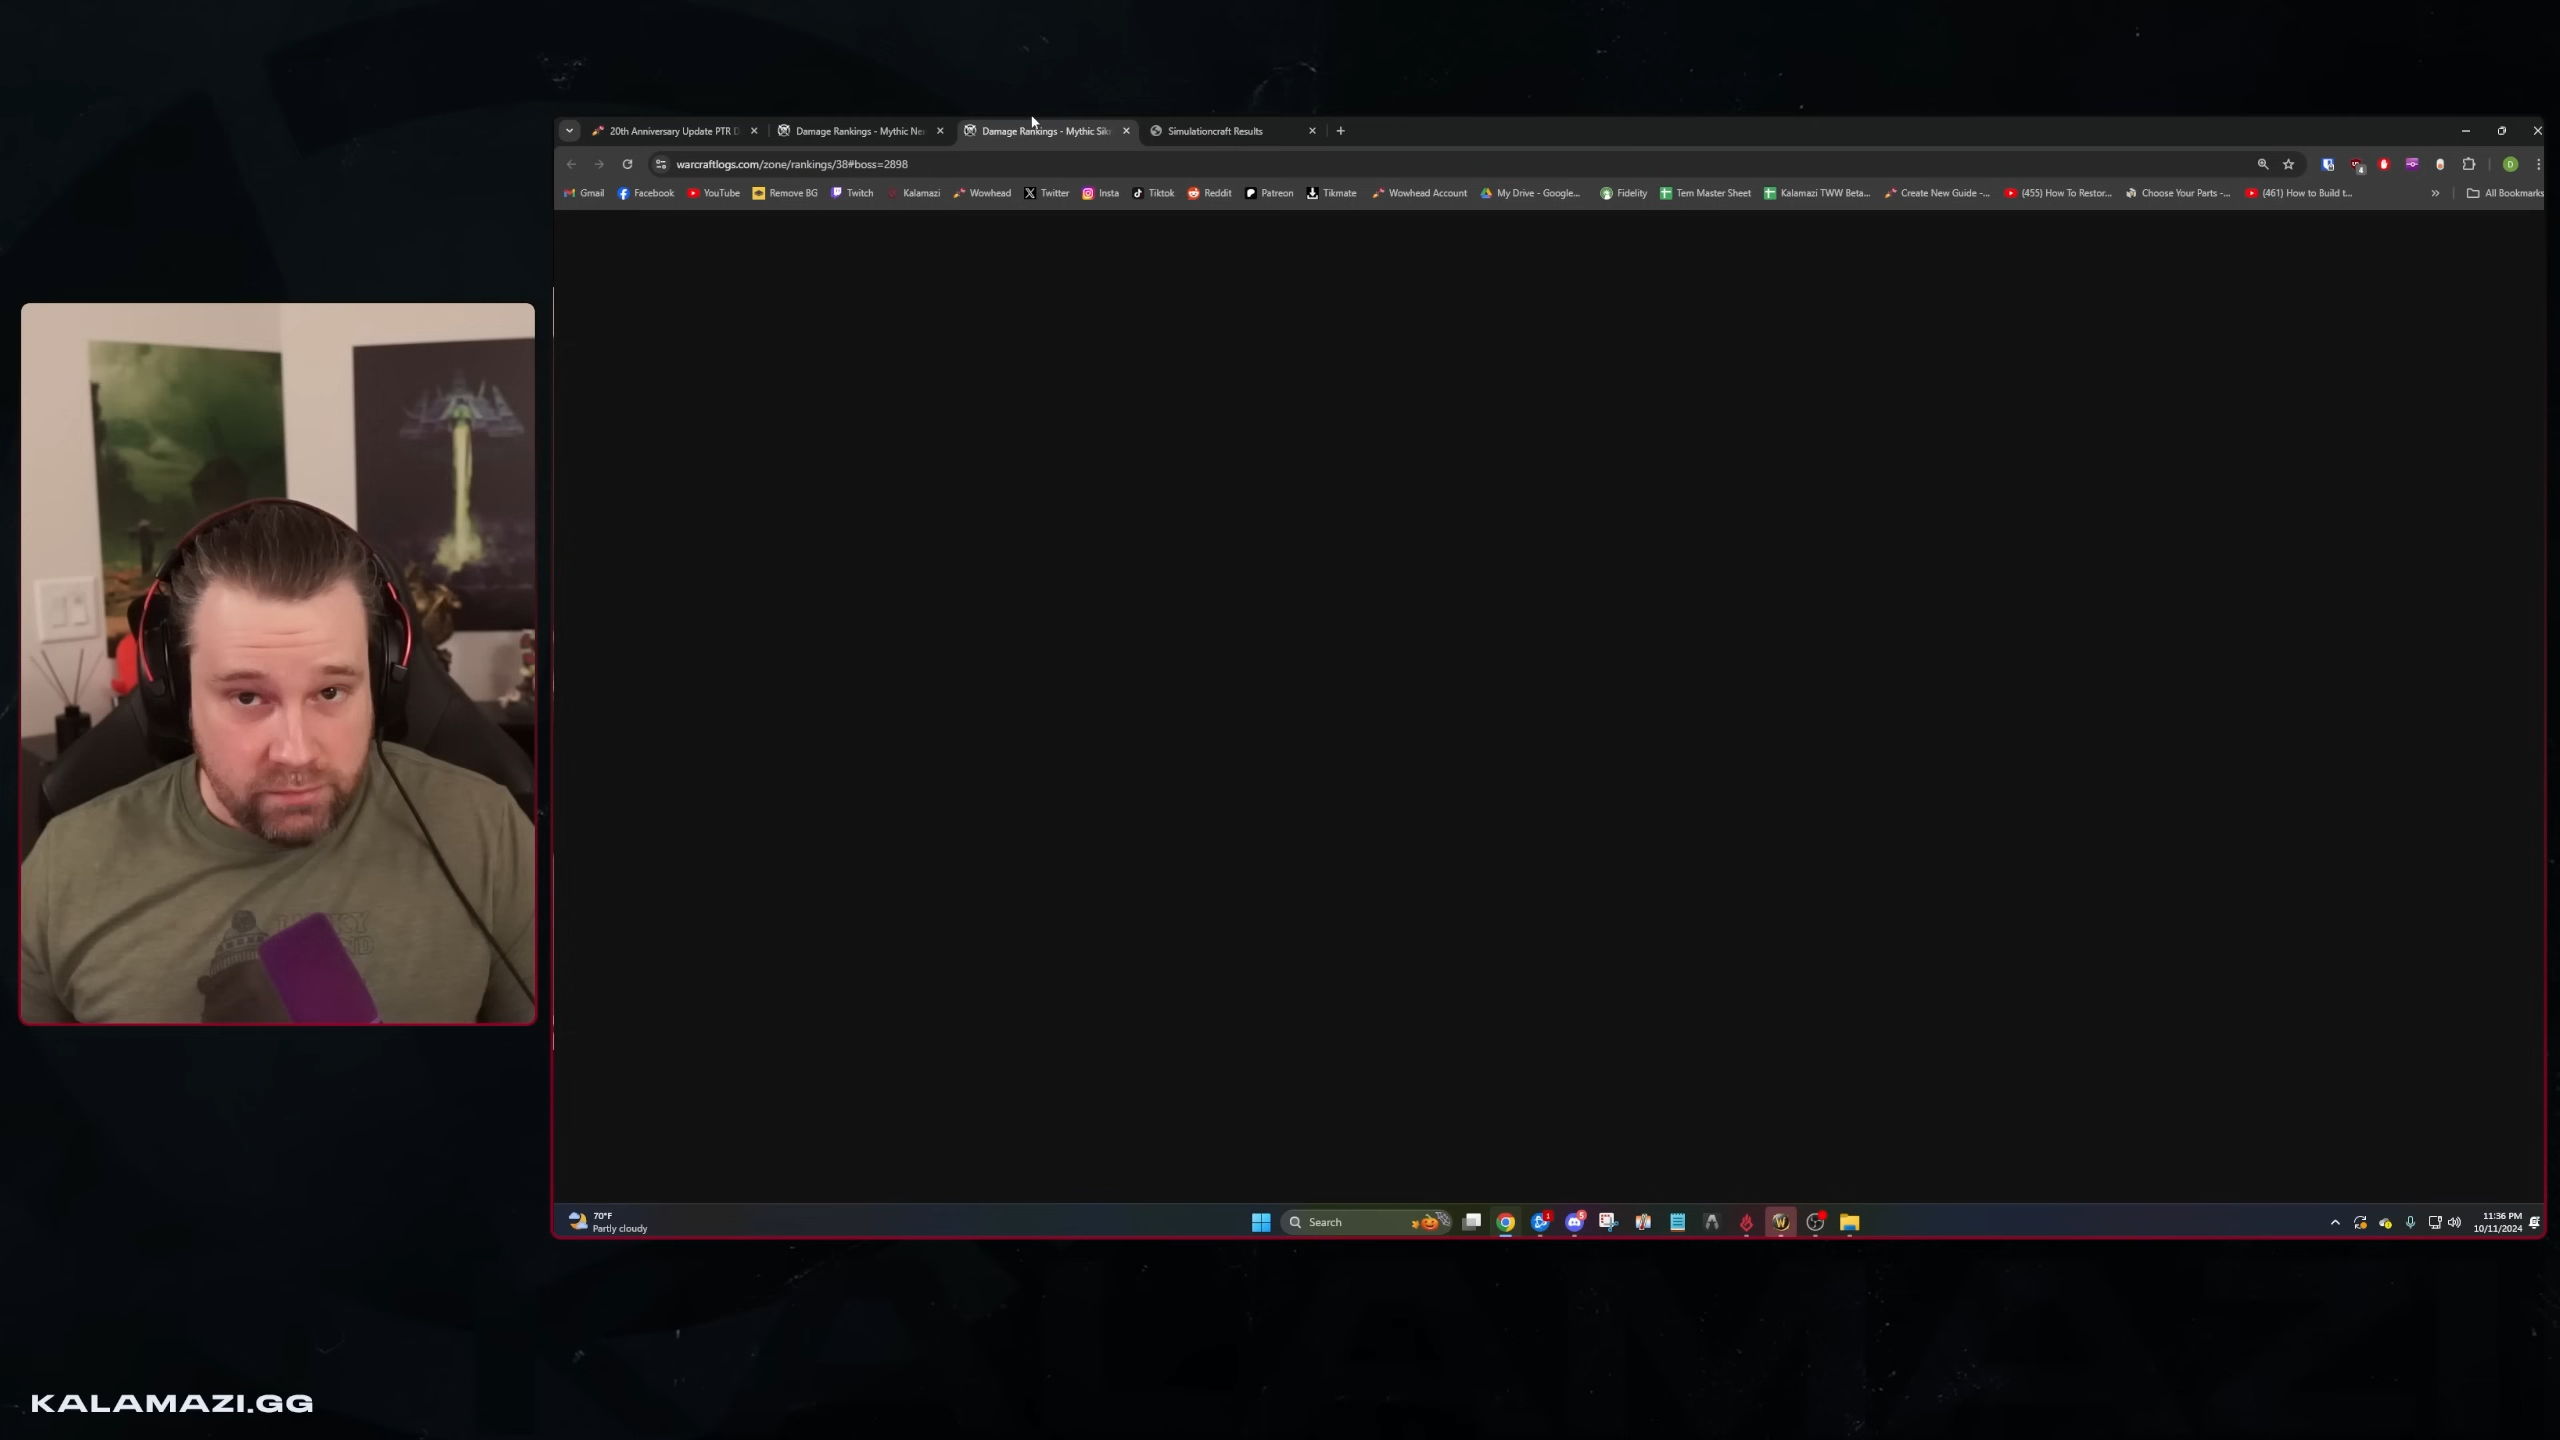 20th Anniversary Update PTR D
Damage Rankings - Mythic Ner
Damage Rankings - Mythic Sik
Simulationcraft Results
warcraftlogs.com/zone/rankings/38#boss=2898
Gmail Facebook YouTube Remove BG Twitch Kalamazi Wowhead Twitter Insta Tiktok Reddit Patreon Tikmate Wowhead Account My Drive - Google... Fidelity Tem Master Sheet Kalamazi TWW Beta... Create New Guide -... (455) How To Restor... Choose Your Parts -... (461) How to Build t... » All Bookmarks
70°F
Partly cloudy
Search
11:36 PM
10/11/2024
KALAMAZI.GG